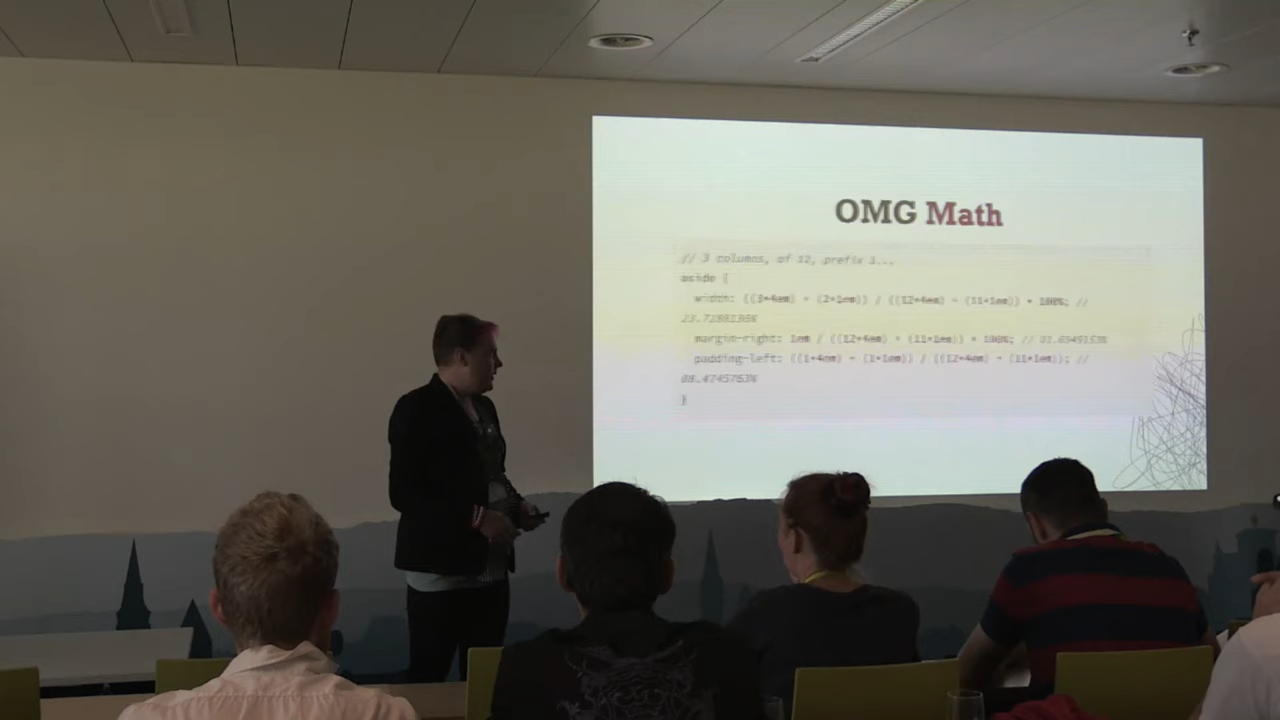 OMG Math
// 3 columns, of 12, prefix 1...
aside {
width: ((3*4em) + (2*1em)) / ((12*4em) + (11*1em)) * 100%; //
23.7288136%
margin-right: 1em / ((12*4em) + (11*1em)) * 100%; // 01.6949153%
padding-left: ((1*4em) + (1*1em)) / ((12*4em) + (11*1em)); //
08.4745763%
}